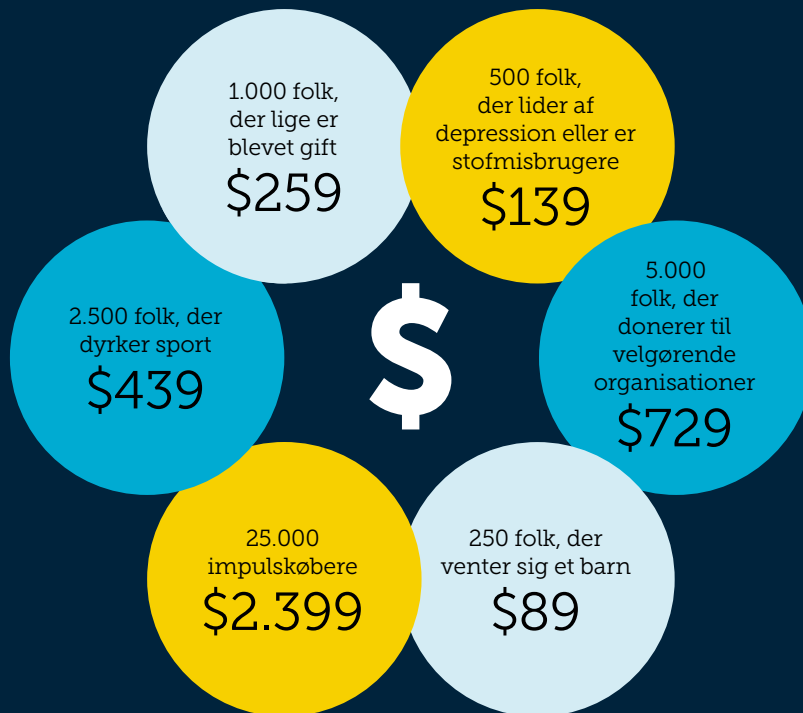 1.000 folk,
der lige er
blevet gift
$259
500 folk,
der lider af
depression eller er
stofmisbrugere
$139
5.000
folk, der
donerer til
velgørende
organisationer
$729
250 folk, der
venter sig et barn
$89
25.000
impulskøbere
$2.399
2.500 folk, der
dyrker sport
$439
$